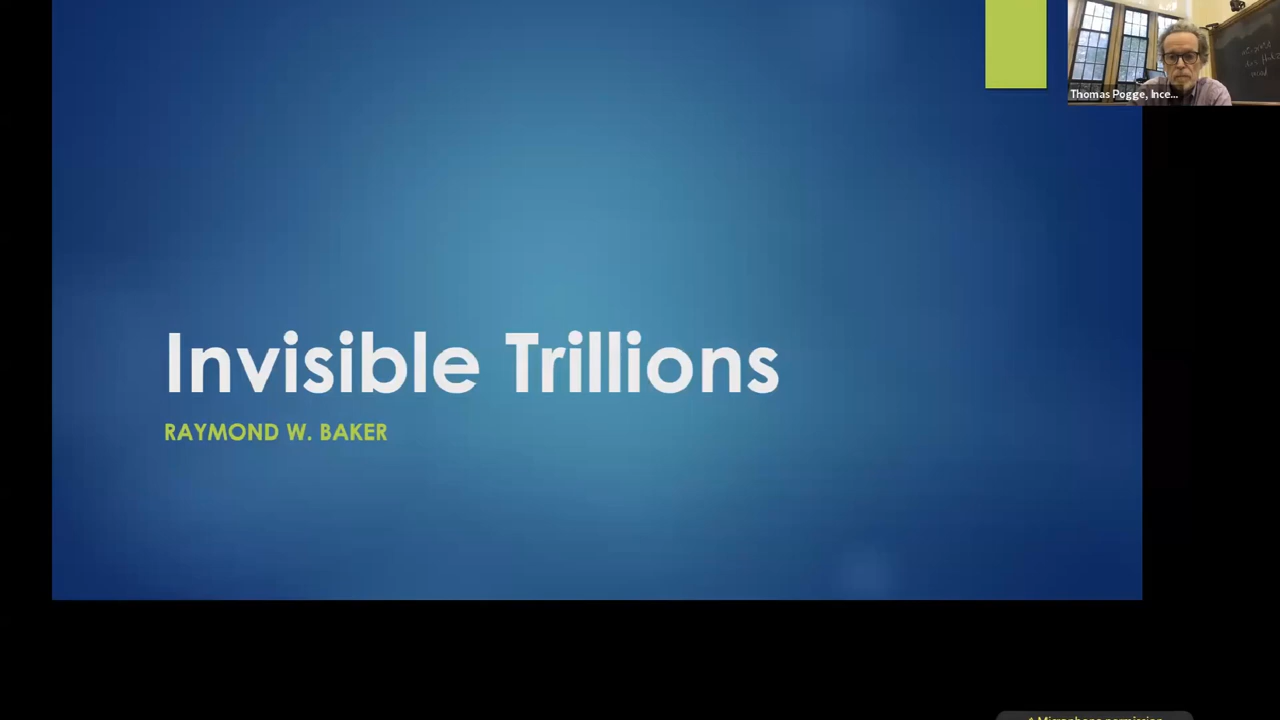 Thomas Pogge, Ince...
Invisible Trillions
RAYMOND W. BAKER